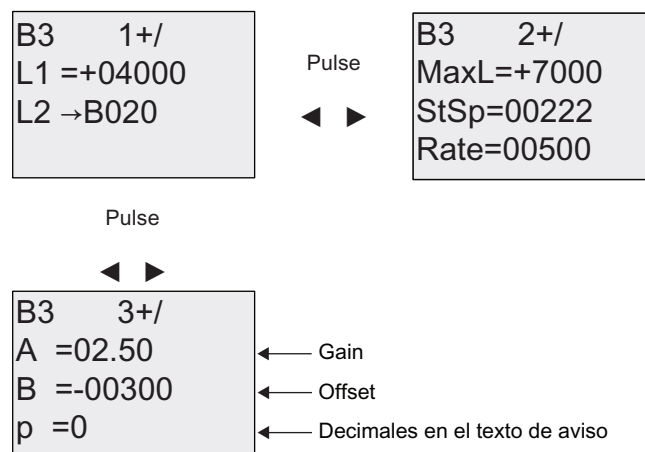 B3 1+/
L1 =+04000
L2 →B020
Pulse
◄ ►
B3 2+/
MaxL=+7000
StSp=00222
Rate=00500
Pulse
◄ ►
B3 3+/
A =02.50
B =-00300
p =0
Gain
Offset
Decimales en el texto de aviso